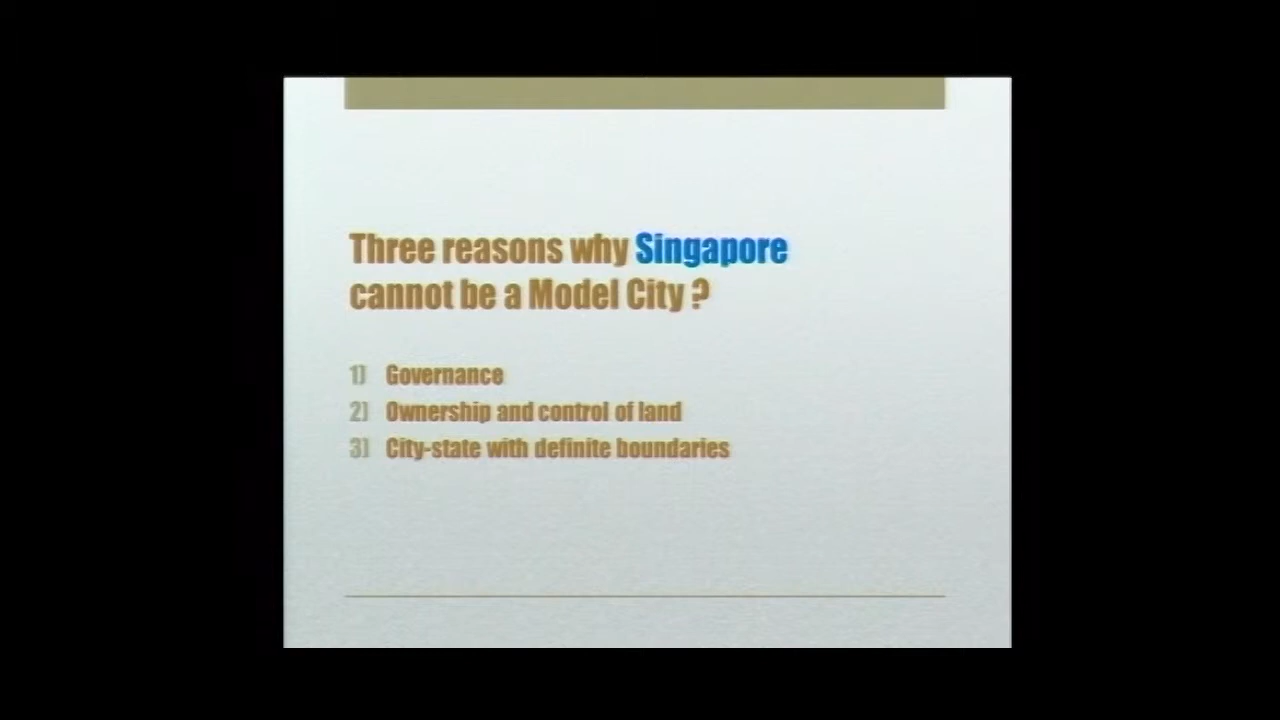 Three reasons why Singapore
cannot be a Model City ?
1) Governance
2) Ownership and control of land
3) City-state with definite boundaries